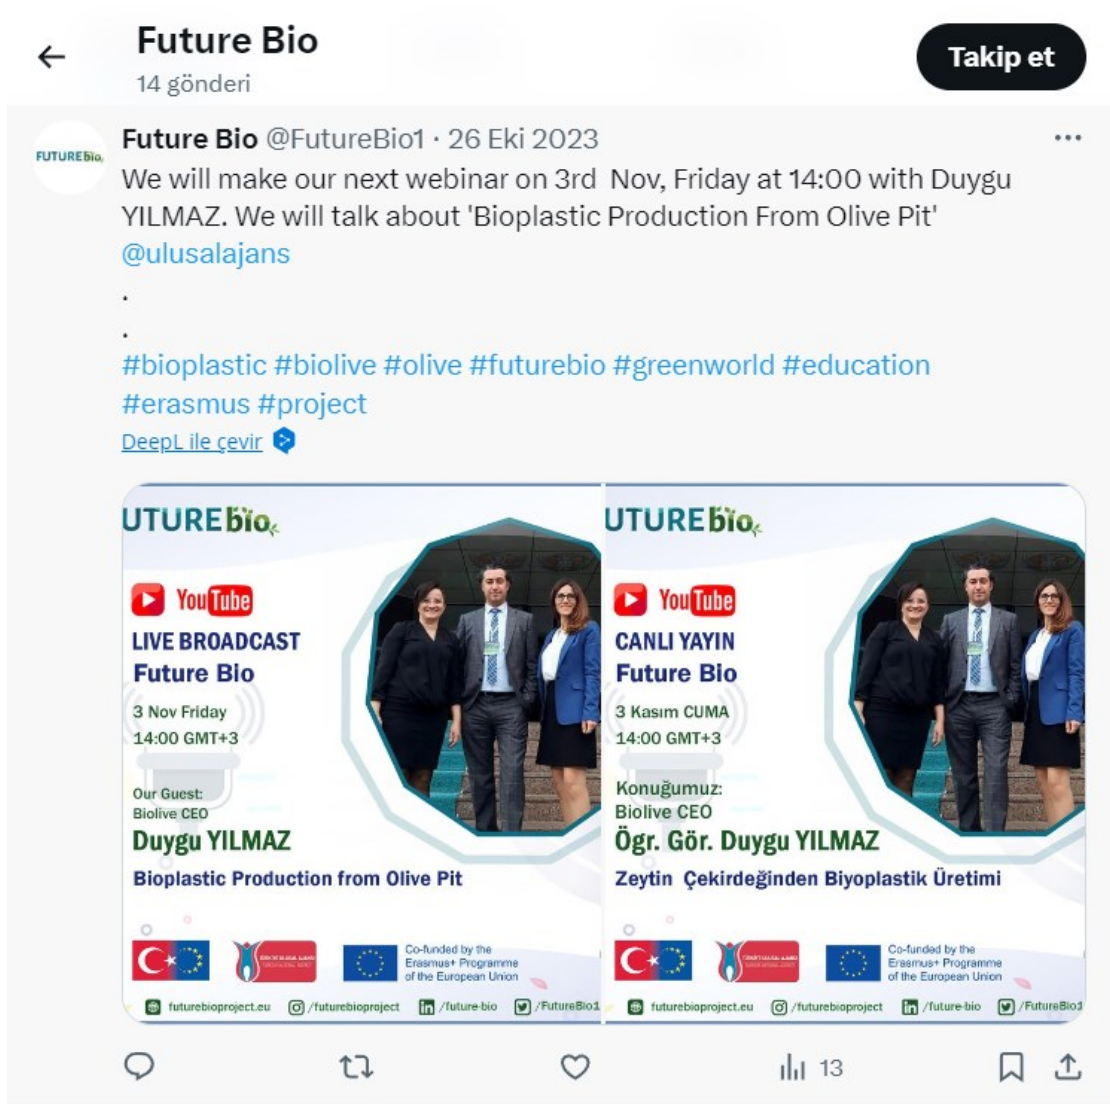 Future Bio
14 gönderi
Takip et
FUTUREbio
Future Bio @FutureBio1 · 26 Eki 2023
We will make our next webinar on 3rd Nov, Friday at 14:00 with Duygu
YILMAZ. We will talk about 'Bioplastic Production From Olive Pit'
@ulusalajans
.
.
#bioplastic #biolive #olive #futurebio #greenworld #education
#erasmus #project
DeepL ile çevir
UTUREbio
YouTube
LIVE BROADCAST
Future Bio
3 Nov Friday
14:00 GMT+3
Our Guest:
Biolive CEO
Duygu YILMAZ
Bioplastic Production from Olive Pit
Co-funded by the
Erasmus+ Programme
of the European Union
futurebioproject.eu /futurebioproject /future-bio /FutureBio1
UTUREbio
YouTube
CANLI YAYIN
Future Bio
3 Kasım CUMA
14:00 GMT+3
Konuğumuz:
Biolive CEO
Ögr. Gör. Duygu YILMAZ
Zeytin Çekirdeğinden Biyoplastik Üretimi
Co-funded by the
Erasmus+ Programme
of the European Union
futurebioproject.eu /futurebioproject /future-bio /FutureBio1
13